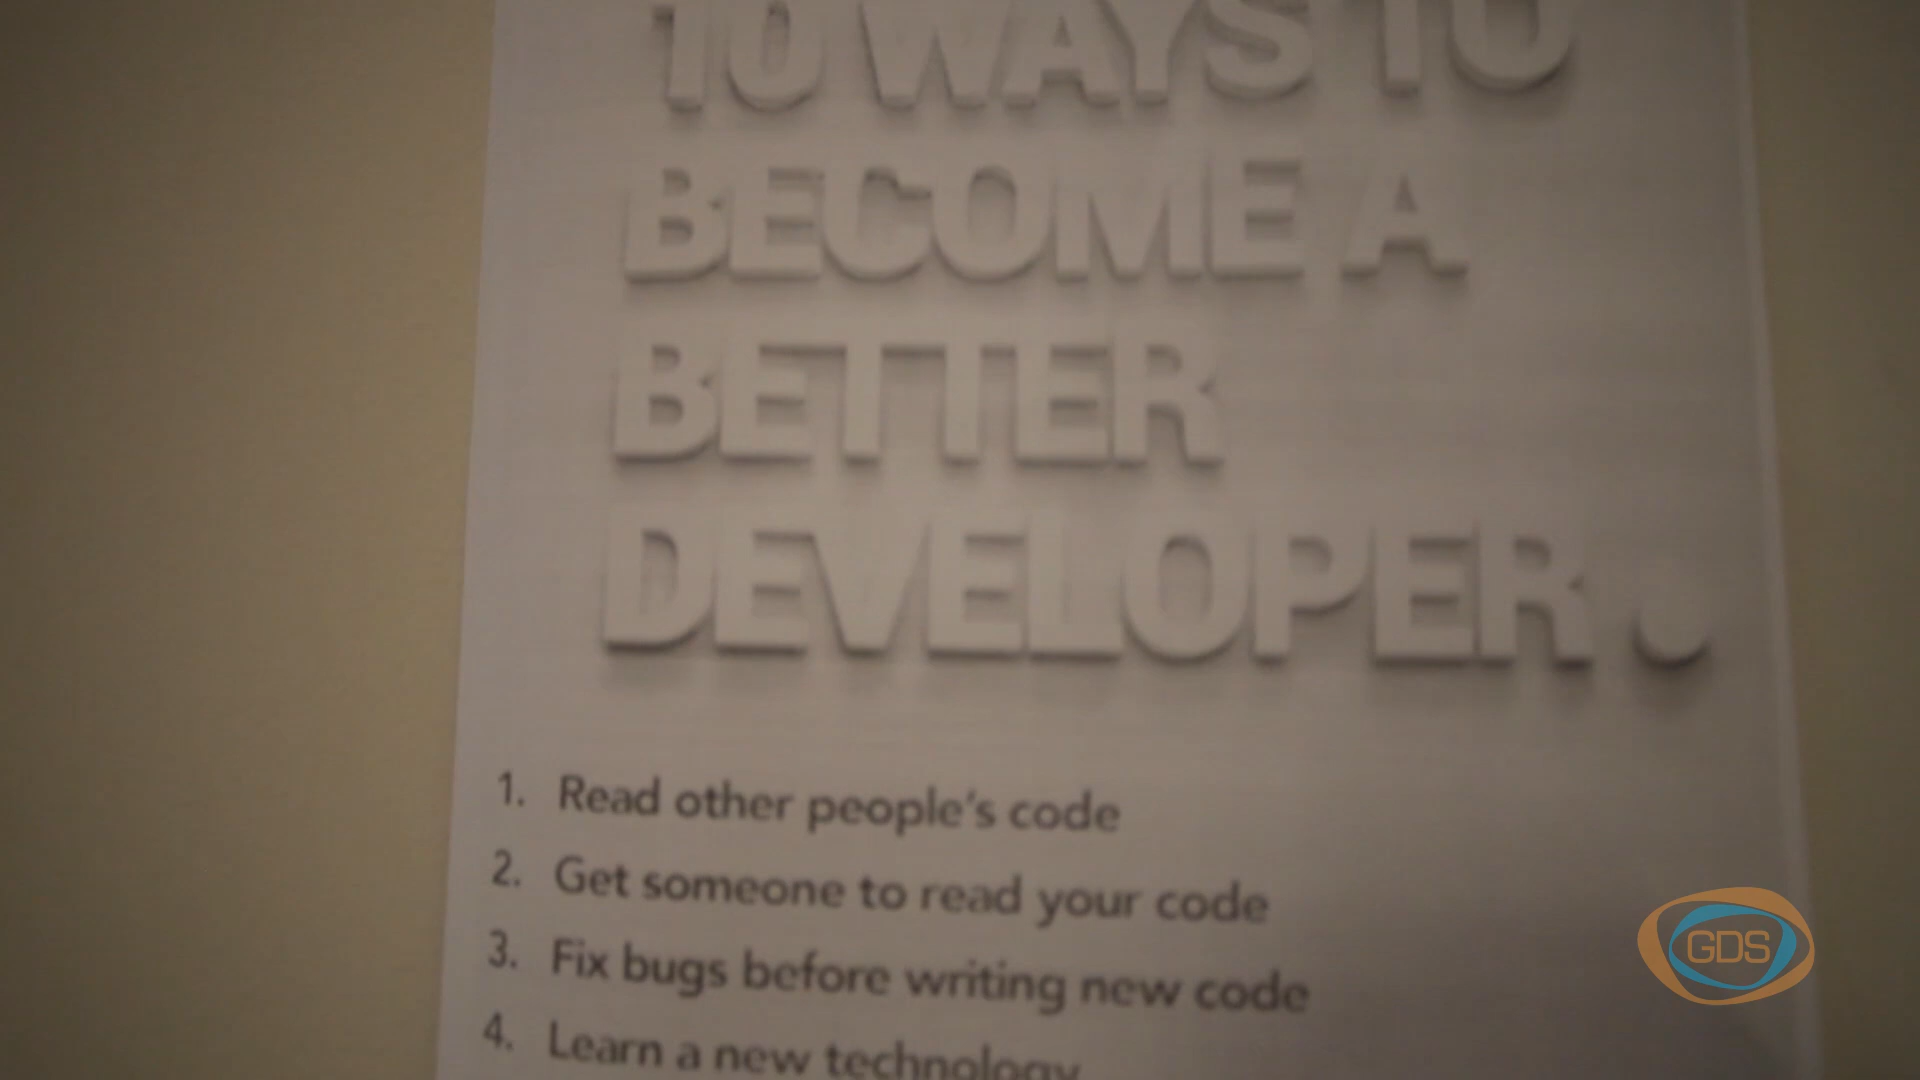 10 WAYS TO
BECOME A
BETTER
DEVELOPER.
1. Read other people's code
2. Get someone to read your code
3. Fix bugs before writing new code
4. Learn a new technology
GDS